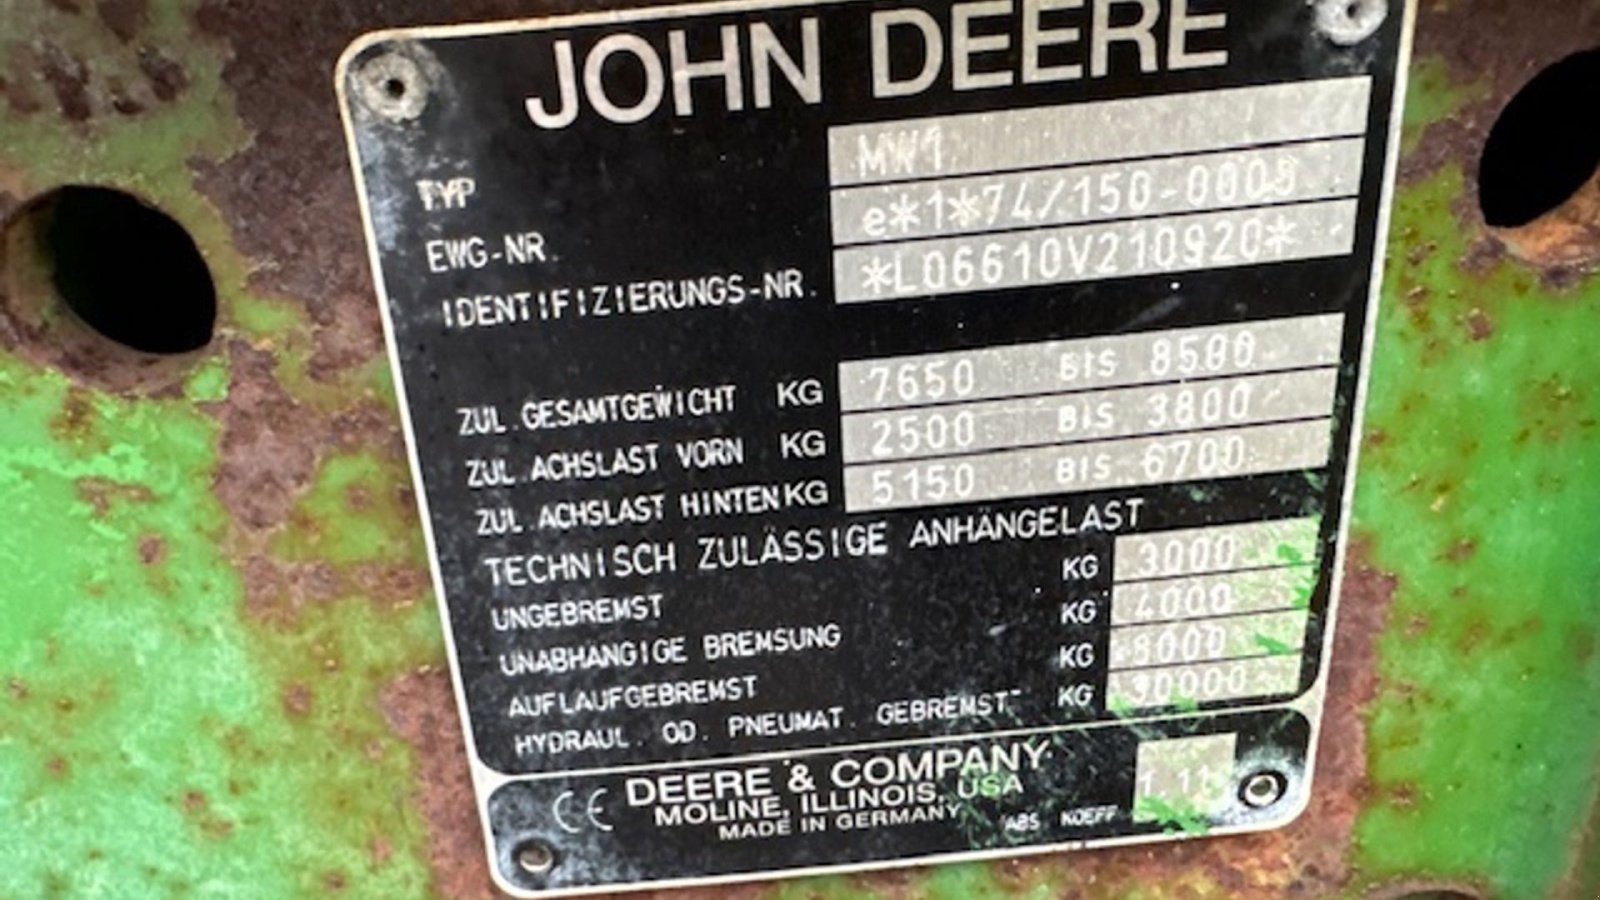 JOHN DEERE
TYP MW1
EWG-NR. e*1*74/150-0005
IDENTIFIZIERUNGS-NR. *L06610V210920*
ZUL.GESAMTGEWICHT KG 7650 BIS 8500
ZUL.ACHSLAST VORN KG 2500 BIS 3800
ZUL.ACHSLAST HINTEN KG 5150 BIS 6700
TECHNISCH ZULÄSSIGE ANHÄNGELAST
UNGEBREMST KG 3000
UNABHÄNGIGE BREMSUNG KG 4000
AUFLAUFGEBREMST KG 8000
HYDRAUL. OD. PNEUMAT. GEBREMST KG 30000
CE DEERE & COMPANY
MOLINE, ILLINOIS, USA
MADE IN GERMANY ABS KOEFF